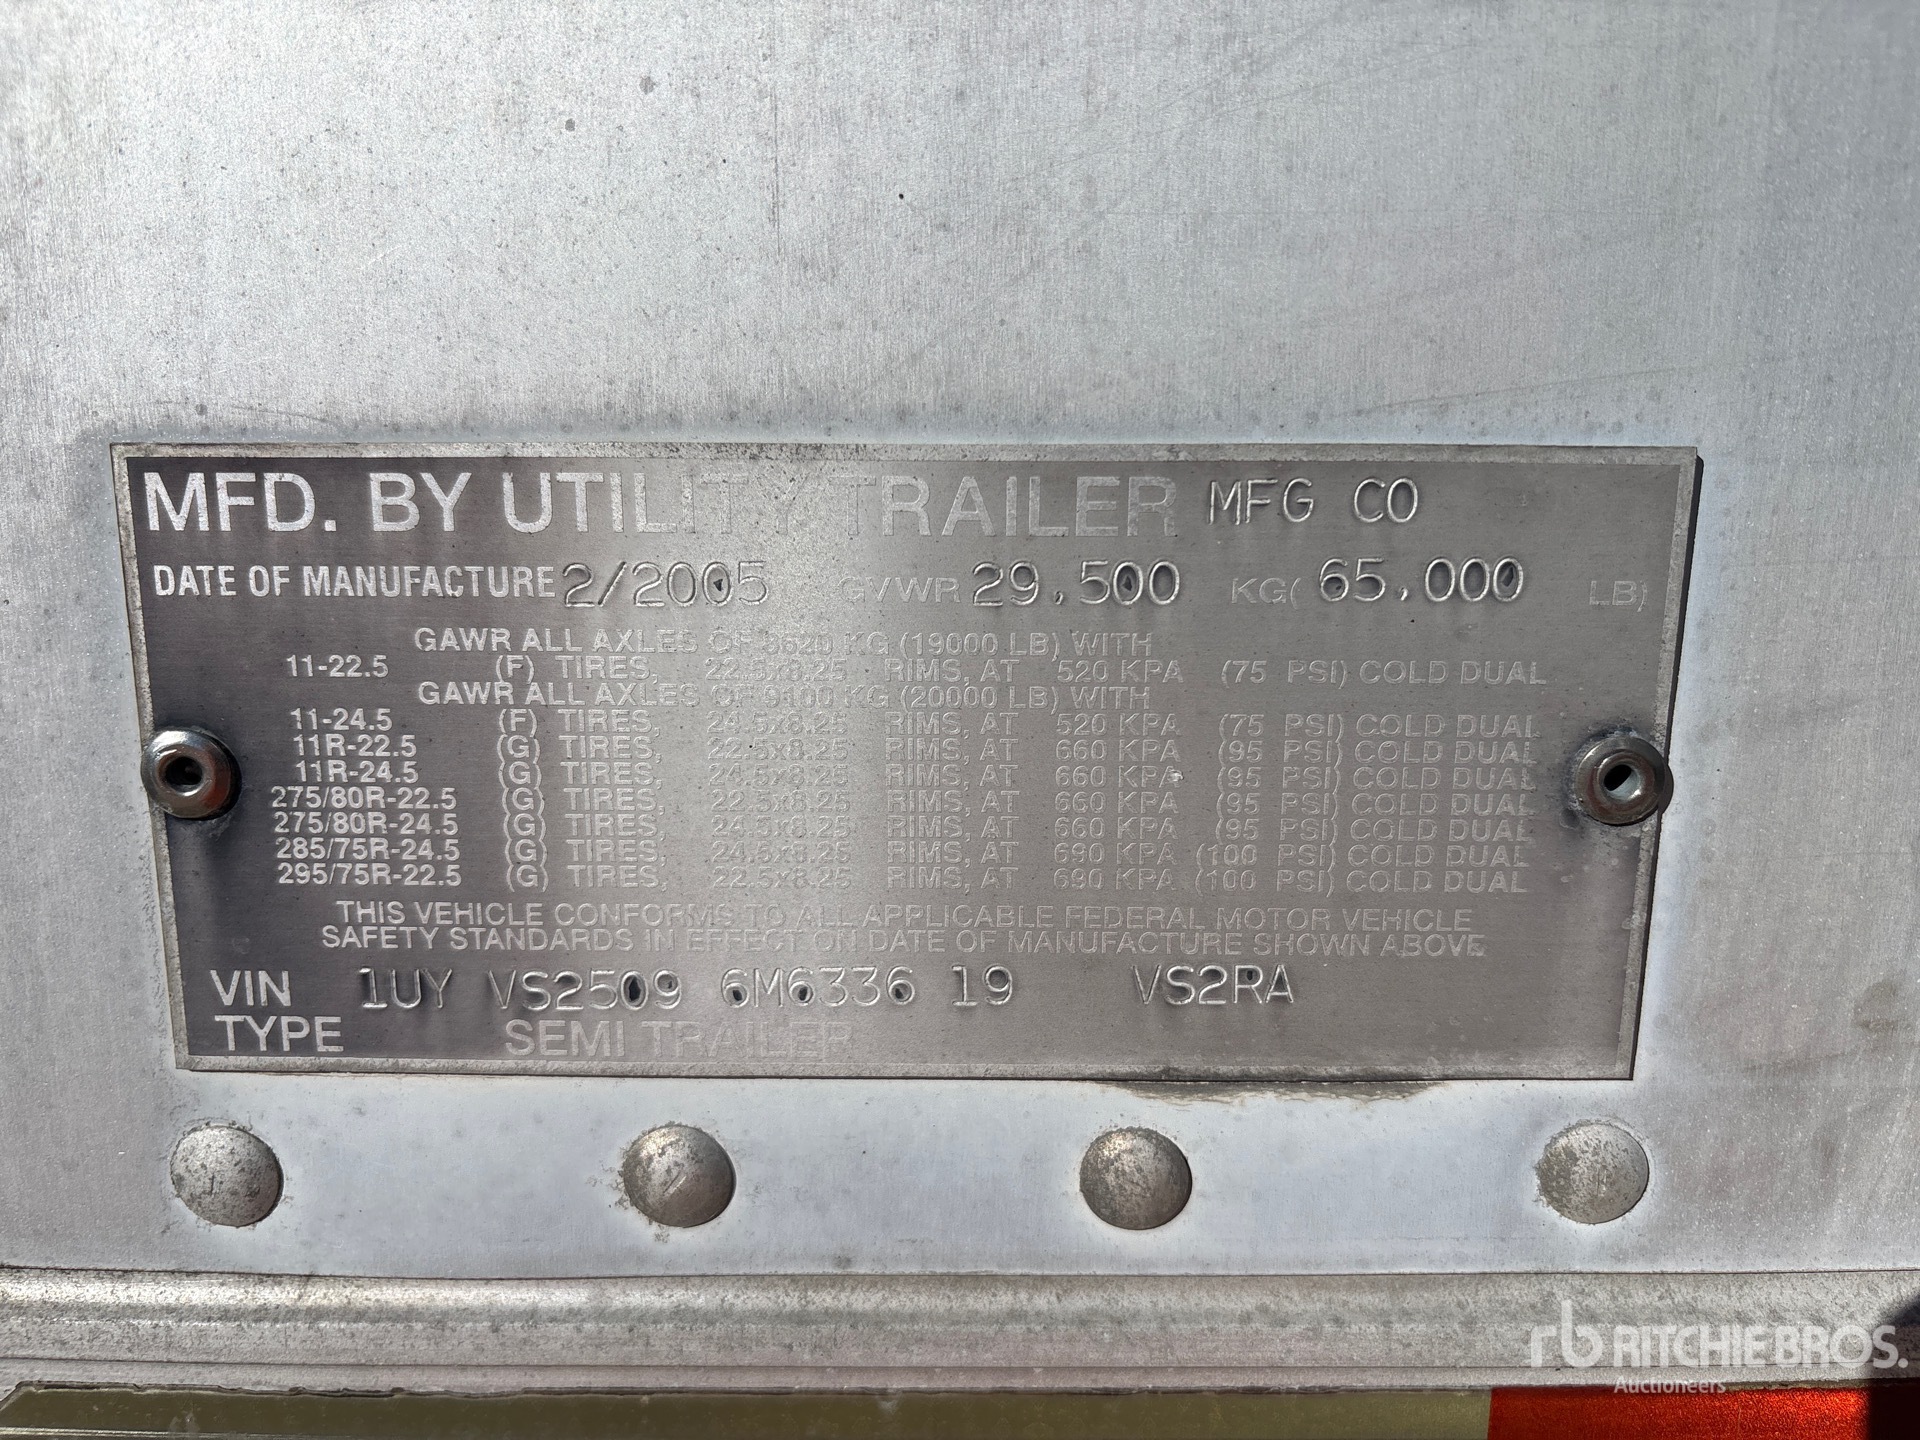 MFD. BY UTILITY TRAILER MFG CO
DATE OF MANUFACTURE 2/2005 GVWR 29,500 KG( 65,000 LB)
GAWR ALL AXLES OF 8620 KG (19000 LB) WITH
11-22.5 (F) TIRES, 22.5x8.25 RIMS, AT 520 KPA (75 PSI) COLD DUAL
GAWR ALL AXLES OF 9100 KG (20000 LB) WITH
11-24.5 (F) TIRES, 24.5x8.25 RIMS, AT 520 KPA (75 PSI) COLD DUAL
11R-22.5 (G) TIRES, 22.5x8.25 RIMS, AT 660 KPA (95 PSI) COLD DUAL
11R-24.5 (G) TIRES, 24.5x8.25 RIMS, AT 660 KPA (95 PSI) COLD DUAL
275/80R-22.5 (G) TIRES, 22.5x8.25 RIMS, AT 660 KPA (95 PSI) COLD DUAL
275/80R-24.5 (G) TIRES, 24.5x8.25 RIMS, AT 660 KPA (95 PSI) COLD DUAL
285/75R-24.5 (G) TIRES, 24.5x8.25 RIMS, AT 690 KPA (100 PSI) COLD DUAL
295/75R-22.5 (G) TIRES, 22.5x8.25 RIMS, AT 690 KPA (100 PSI) COLD DUAL
THIS VEHICLE CONFORMS TO ALL APPLICABLE FEDERAL MOTOR VEHICLE
SAFETY STANDARDS IN EFFECT ON DATE OF MANUFACTURE SHOWN ABOVE
VIN 1UY VS2509 6M6336 19 VS2RA
TYPE SEMI TRAILER
rb RITCHIE BROS.
Auctioneers